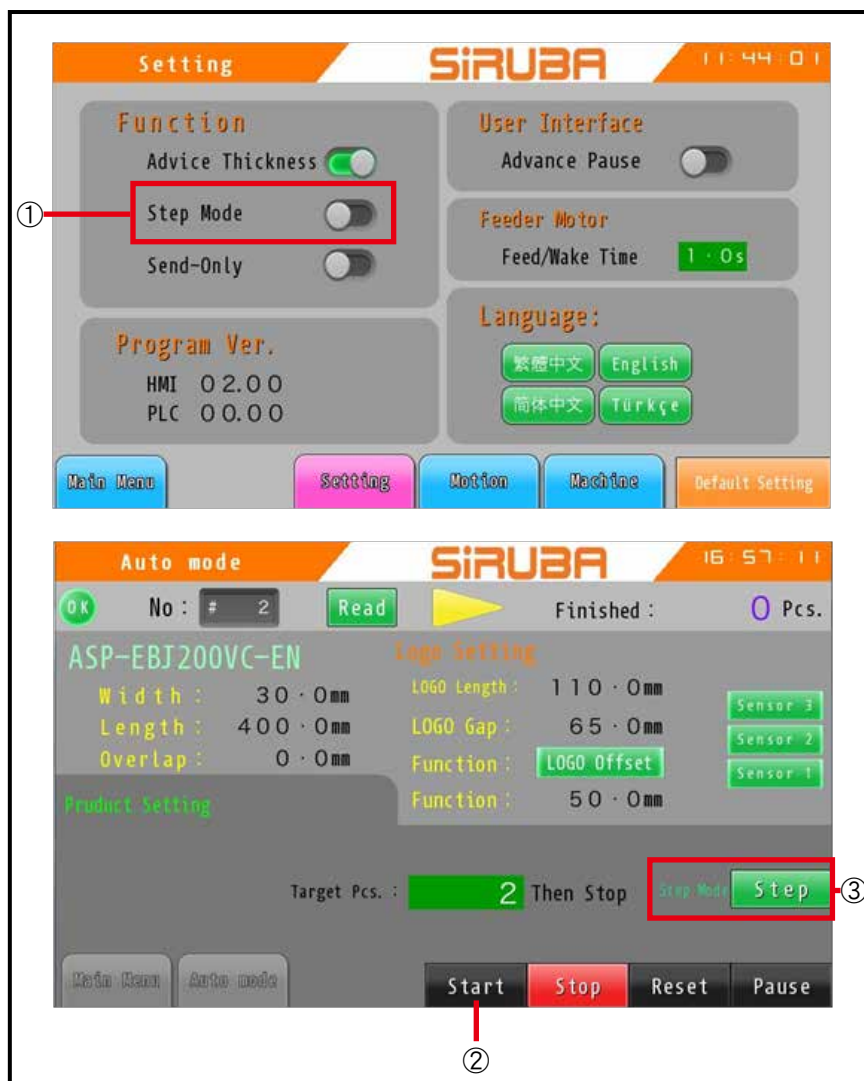 Setting SiRUBA 11:44:01
Function
Advice Thickness
① Step Mode
Send-Only
User Interface
Advance Pause
Feeder Motor
Feed/Wake Time 1.0s
Program Ver.
HMI 02.00
PLC 00.00
Language:
繁體中文 English
简体中文 Türkçe
Main Menu Setting Motion Machine Default Setting
Auto mode SiRUBA 16:57:11
OK No: # 2 Read Finished: 0 Pcs.
ASP-EBJ200VC-EN
Width: 30.0mm
Length: 400.0mm
Overlap: 0.0mm
Logo Setting
LOGO Length: 110.0mm
LOGO Gap: 65.0mm
Function: LOGO Offset
Function: 50.0mm
Sensor 3
Sensor 2
Sensor 1
Pruduct Setting
Target Pcs.: 2 Then Stop Step Mode Step ③
Main Menu Auto mode Start Stop Reset Pause
②